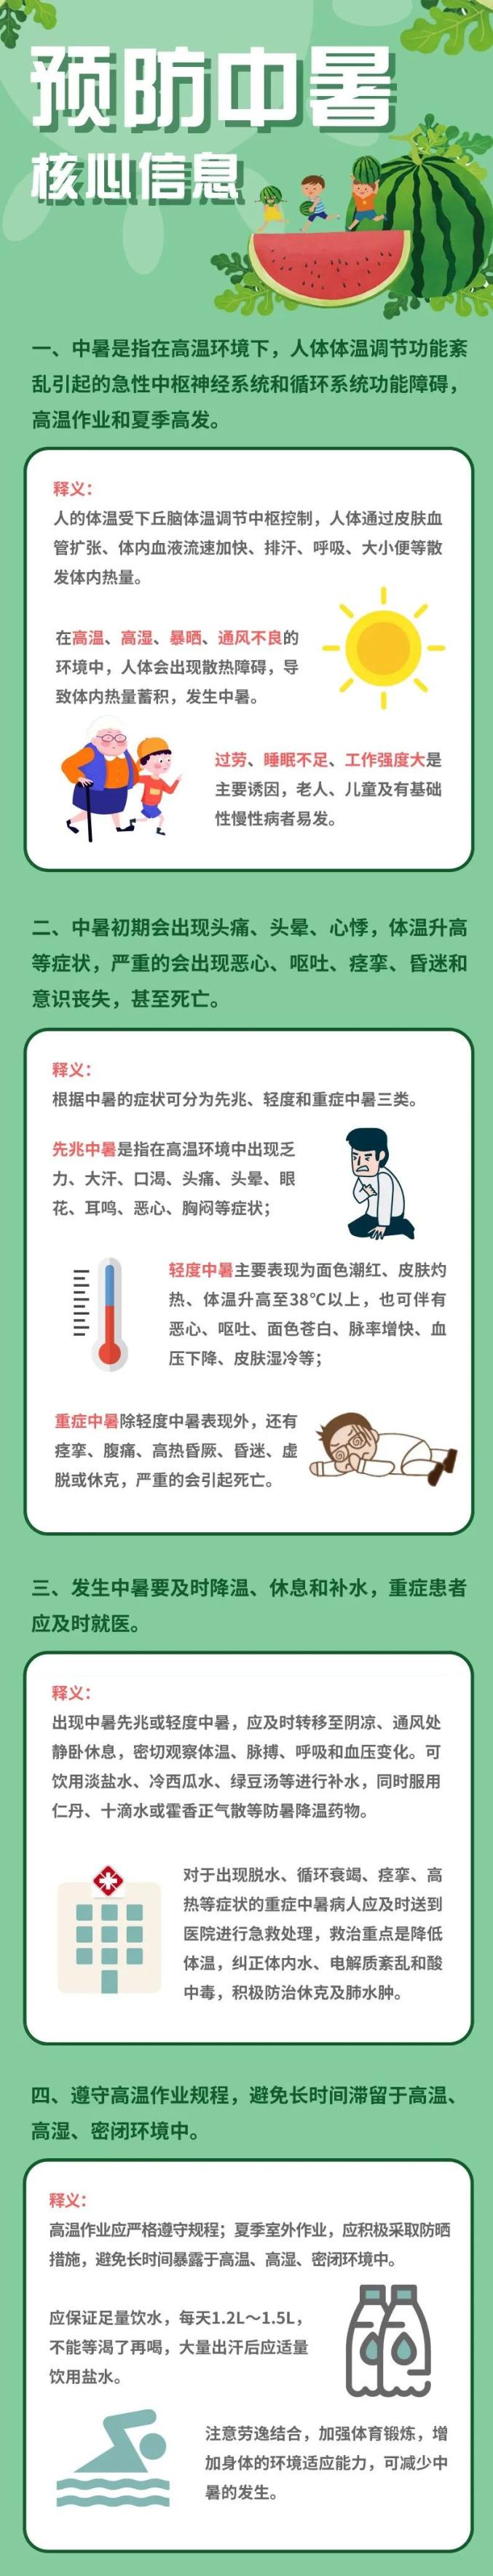 预防中暑
核心信息
一、中暑是指在高温环境下，人体体温调节功能紊
乱引起的急性中枢神经系统和循环系统功能障碍，
高温作业和夏季高发。
释义：
人的体温受下丘脑体温调节中枢控制，人体通过皮肤血
管扩张、体内血液流速加快、排汗、呼吸、大小便等散
发体内热量。
在高温、高湿、暴晒、通风不良的
环境中，人体会出现散热障碍，导
致体内热量蓄积，发生中暑。
过劳、睡眠不足、工作强度大是
主要诱因，老人、儿童及有基础
性慢性病者易发。
二、中暑初期会出现头痛、头晕、心悸，体温升高
等症状，严重的会出现恶心、呕吐、痉挛、昏迷和
意识丧失，甚至死亡。
释义：
根据中暑的症状可分为先兆、轻度和重症中暑三类。
先兆中暑是指在高温环境中出现乏
力、大汗、口渴、头痛、头晕、眼
花、耳鸣、恶心、胸闷等症状；
轻度中暑主要表现为面色潮红、皮肤灼
热、体温升高至38℃以上，也可伴有
恶心、呕吐、面色苍白、脉率增快、血
压下降、皮肤湿冷等；
重症中暑除轻度中暑表现外，还有
痉挛、腹痛、高热昏厥、昏迷、虚
脱或休克，严重的会引起死亡。
三、发生中暑要及时降温、休息和补水，重症患者
应及时就医。
释义：
出现中暑先兆或轻度中暑，应及时转移至阴凉、通风处
静卧休息，密切观察体温、脉搏、呼吸和血压变化。可
饮用淡盐水、冷西瓜水、绿豆汤等进行补水，同时服用
仁丹、十滴水或霍香正气散等防暑降温药物。
对于出现脱水、循环衰竭、痉挛、高
热等症状的重症中暑病人应及时送到
医院进行急救处理，救治重点是降低
体温，纠正体内水、电解质紊乱和酸
中毒，积极防治休克及肺水肿。
四、遵守高温作业规程，避免长时间滞留于高温、
高湿、密闭环境中。
释义：
高温作业应严格遵守规程；夏季室外作业，应积极采取防晒
措施，避免长时间暴露于高温、高湿、密闭环境中。
应保证足量饮水，每天1.2L～1.5L，
不能等渴了再喝，大量出汗后应适量
饮用盐水。
注意劳逸结合，加强体育锻炼，增
加身体的环境适应能力，可减少中
暑的发生。